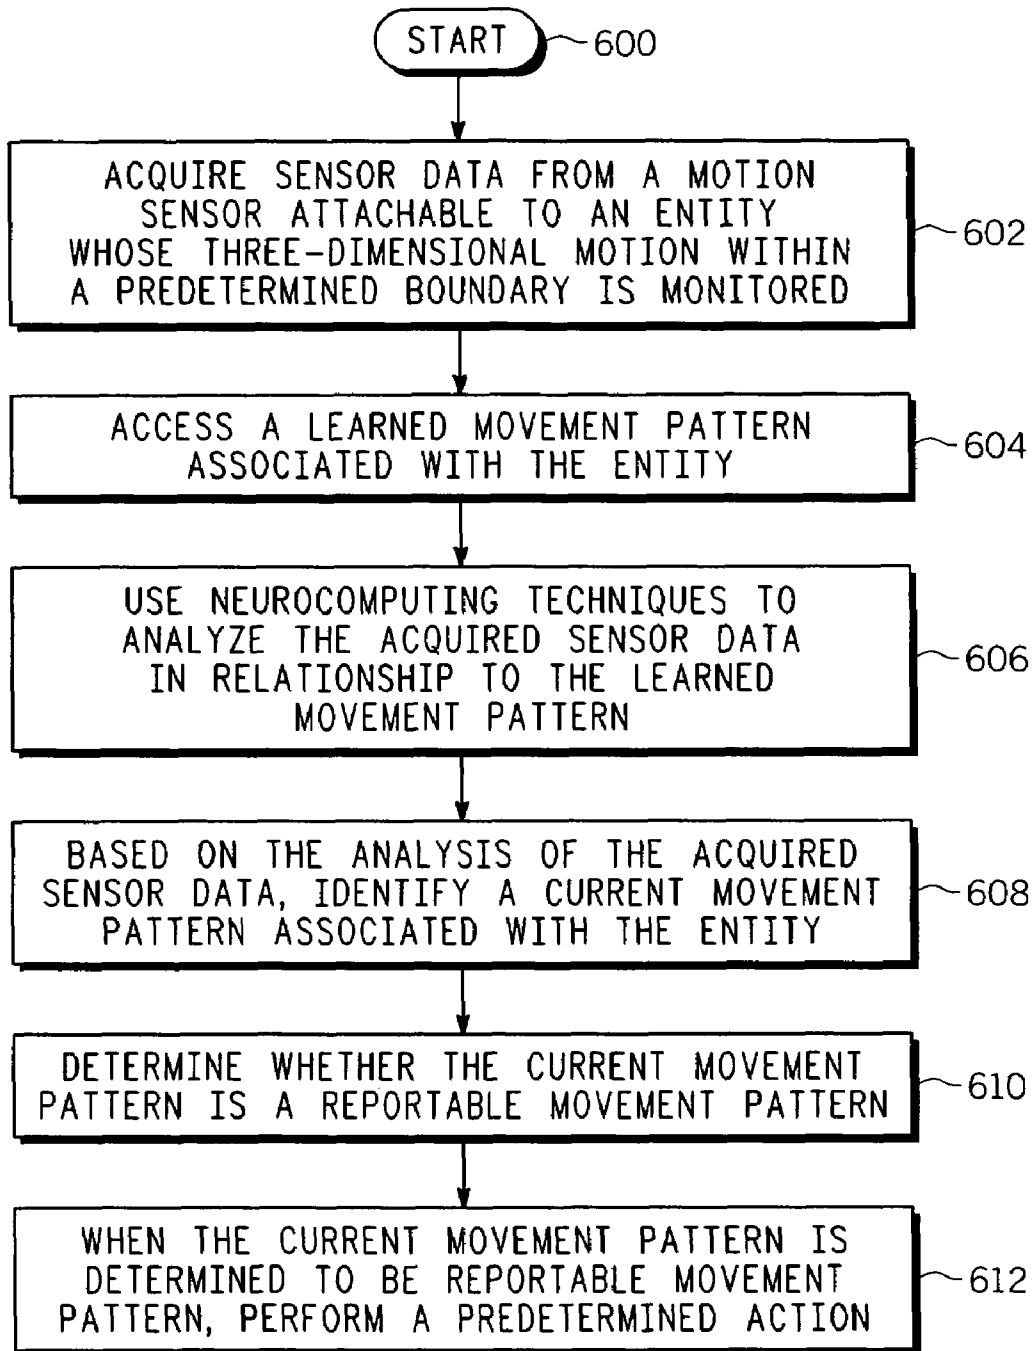 START
600
ACQUIRE SENSOR DATA FROM A MOTION
SENSOR ATTACHABLE TO AN ENTITY
WHOSE THREE-DIMENSIONAL MOTION WITHIN
A PREDETERMINED BOUNDARY IS MONITORED
602
ACCESS A LEARNED MOVEMENT PATTERN
ASSOCIATED WITH THE ENTITY
604
USE NEUROCOMPUTING TECHNIQUES TO
ANALYZE THE ACQUIRED SENSOR DATA
IN RELATIONSHIP TO THE LEARNED
MOVEMENT PATTERN
606
BASED ON THE ANALYSIS OF THE ACQUIRED
SENSOR DATA, IDENTIFY A CURRENT MOVEMENT
PATTERN ASSOCIATED WITH THE ENTITY
608
DETERMINE WHETHER THE CURRENT MOVEMENT
PATTERN IS A REPORTABLE MOVEMENT PATTERN
610
WHEN THE CURRENT MOVEMENT PATTERN IS
DETERMINED TO BE REPORTABLE MOVEMENT
PATTERN, PERFORM A PREDETERMINED ACTION
612